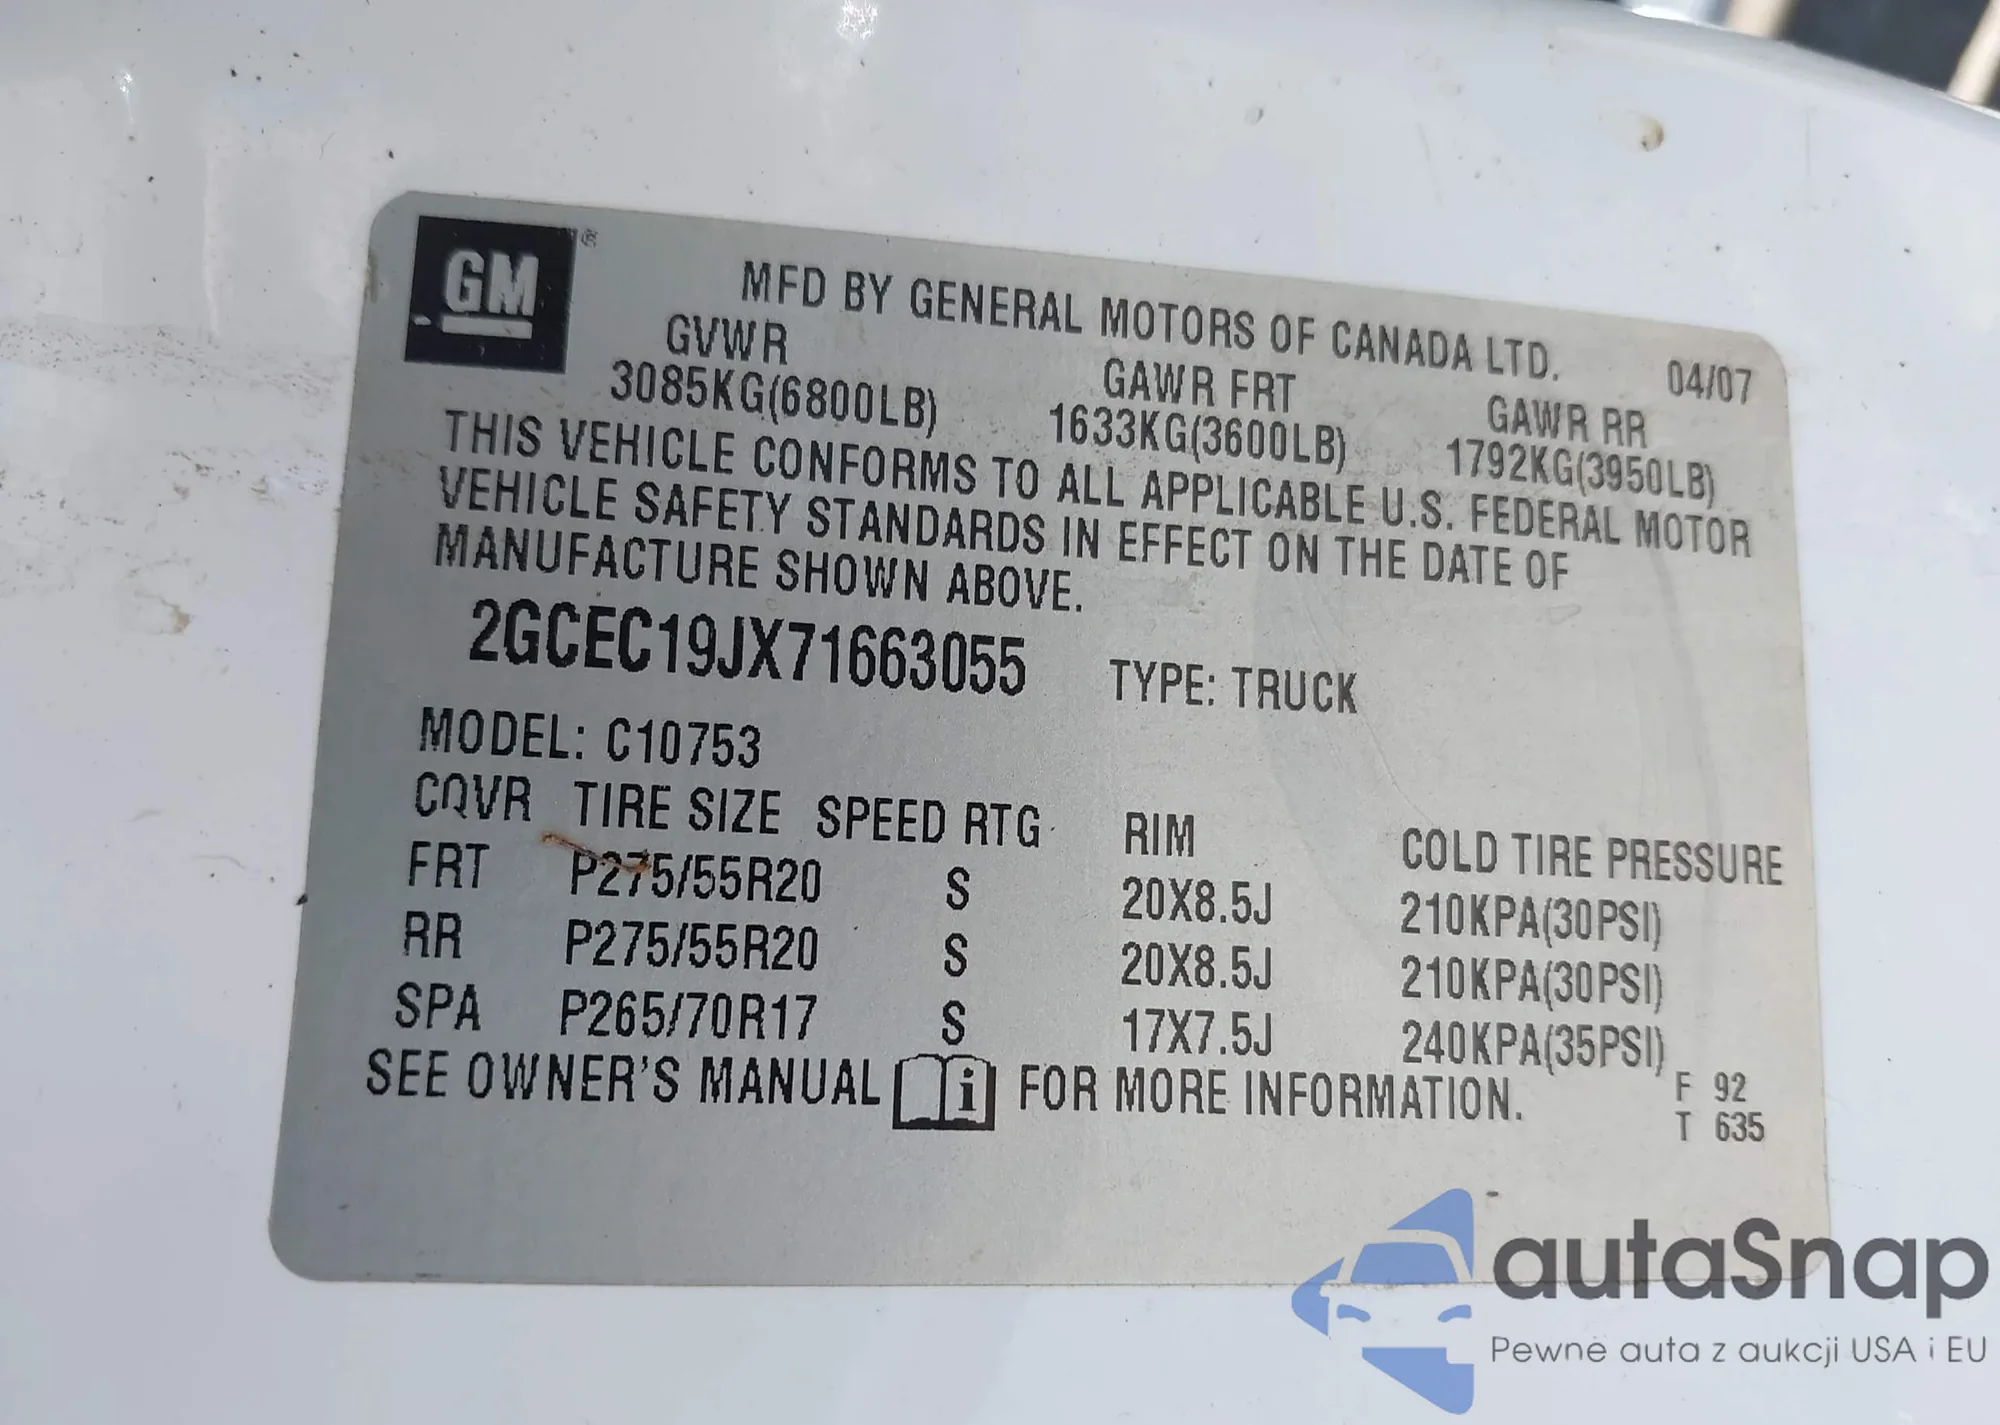 GM ®
MFD BY GENERAL MOTORS OF CANADA LTD. 04/07
GVWR GAWR FRT GAWR RR
3085KG(6800LB) 1633KG(3600LB) 1792KG(3950LB)
THIS VEHICLE CONFORMS TO ALL APPLICABLE U.S. FEDERAL MOTOR
VEHICLE SAFETY STANDARDS IN EFFECT ON THE DATE OF
MANUFACTURE SHOWN ABOVE.
2GCEC19JX71663055 TYPE: TRUCK
MODEL: C10753
CQVR TIRE SIZE SPEED RTG RIM COLD TIRE PRESSURE
FRT P275/55R20 S 20X8.5J 210KPA(30PSI)
RR P275/55R20 S 20X8.5J 210KPA(30PSI)
SPA P265/70R17 S 17X7.5J 240KPA(35PSI)
SEE OWNER'S MANUAL i FOR MORE INFORMATION.
F 92
T 635
autaSnap
Pewne auta z aukcji USA i EU